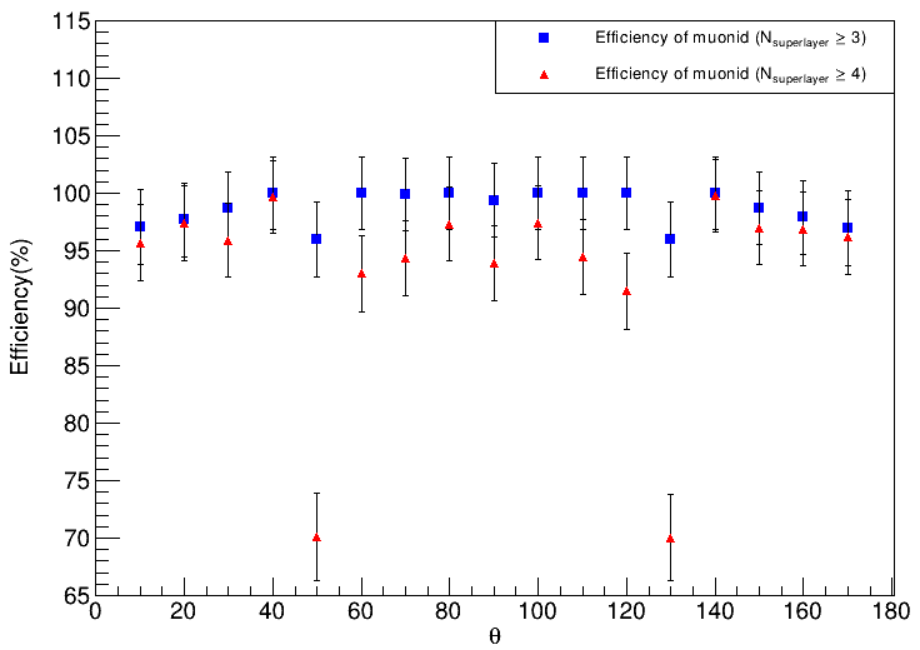 115
110
105
100
95
90
85
80
75
70
65
Efficiency(%)
Efficiency of muonid (N_superlayer ≥ 3)
Efficiency of muonid (N_superlayer ≥ 4)
0 20 40 60 80 100 120 140 160 180
θ